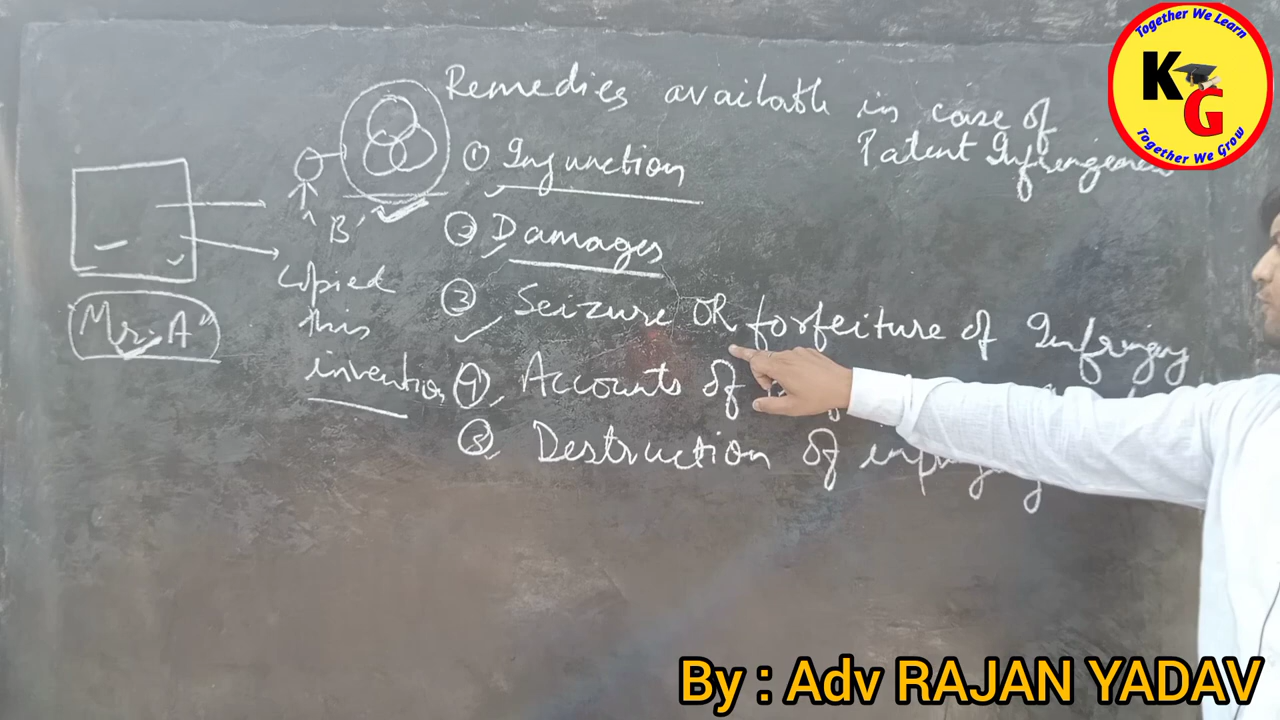 Together We Learn
KG
Together We Grow
Remedies available in case of
Patent Infringement
① Injunction
② Damages
③ Seizure OR forfeiture of Infringing
④ Accounts of
⑤ Destruction of
'B'
Copied
this
invention
Mr. A"
By : Adv RAJAN YADAV